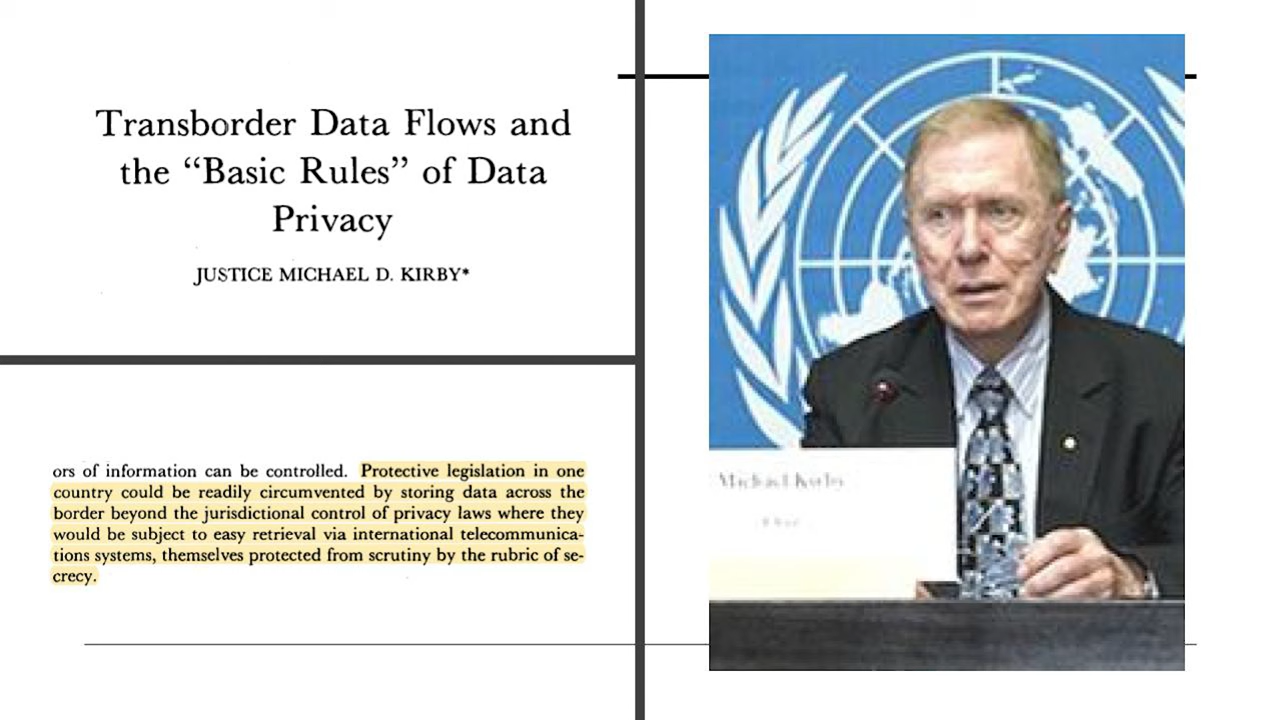 Transborder Data Flows and
the “Basic Rules” of Data
Privacy
JUSTICE MICHAEL D. KIRBY*
ors of information can be controlled. Protective legislation in one
country could be readily circumvented by storing data across the
border beyond the jurisdictional control of privacy laws where they
would be subject to easy retrieval via international telecommunica-
tions systems, themselves protected from scrutiny by the rubric of se-
crecy.
Michael Kirby